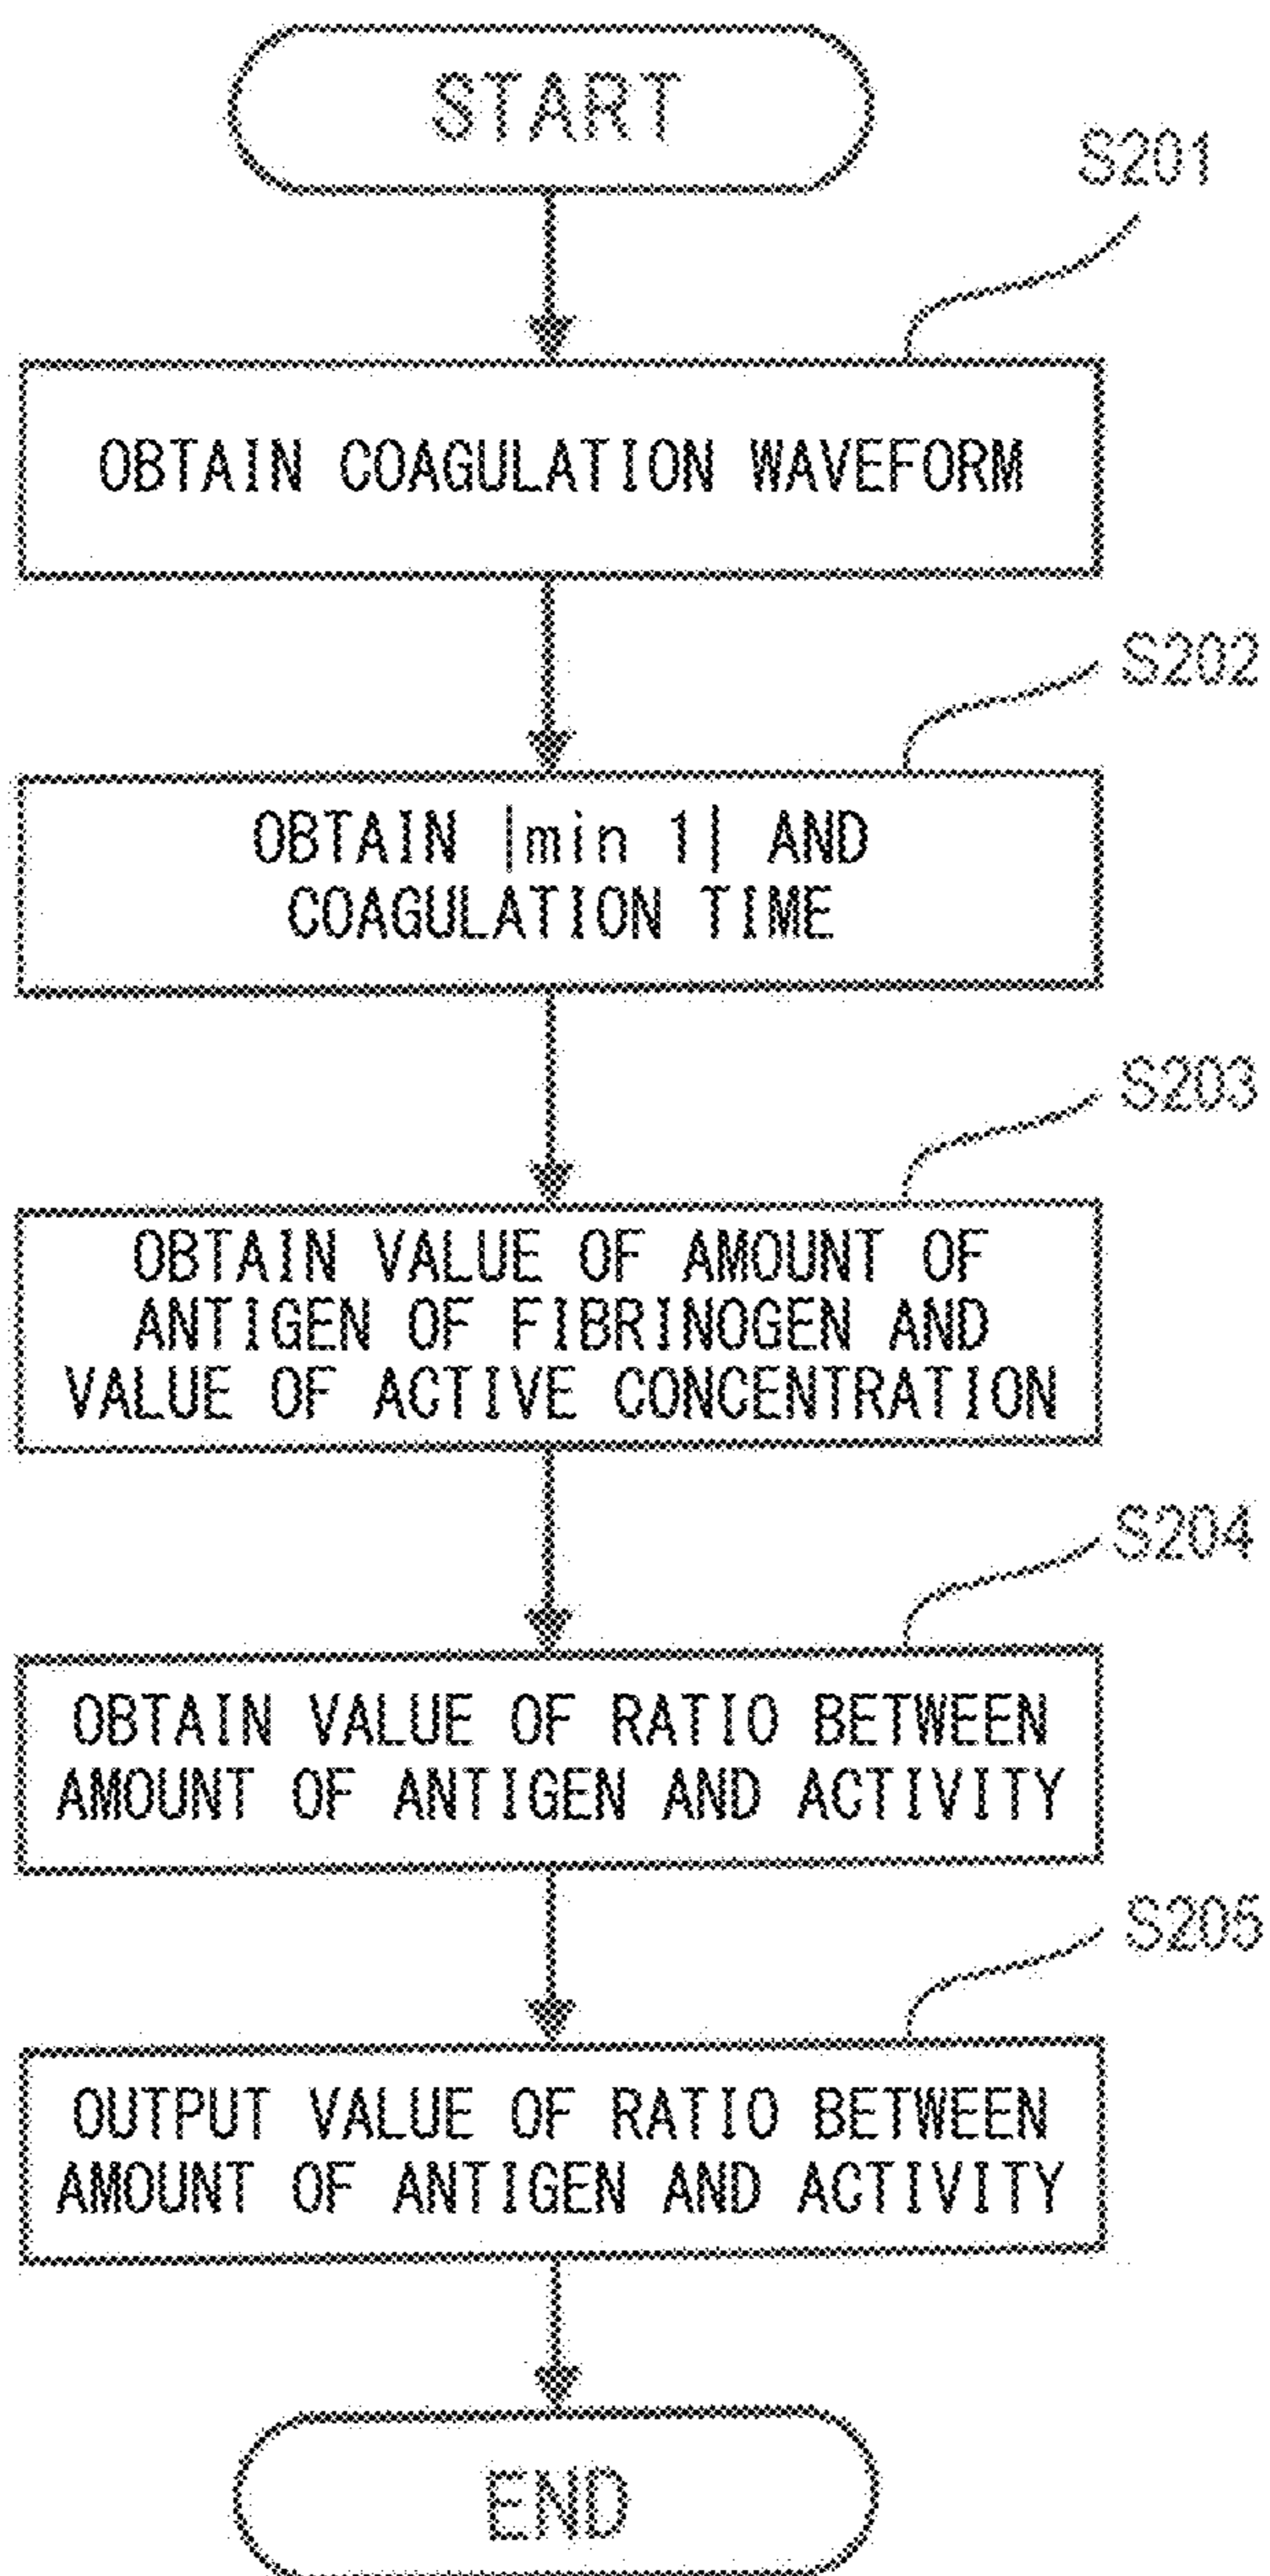 START
S201
OBTAIN COAGULATION WAVEFORM
S202
OBTAIN |min 1| AND
COAGULATION TIME
S203
OBTAIN VALUE OF AMOUNT OF
ANTIGEN OF FIBRINOGEN AND
VALUE OF ACTIVE CONCENTRATION
S204
OBTAIN VALUE OF RATIO BETWEEN
AMOUNT OF ANTIGEN AND ACTIVITY
S205
OUTPUT VALUE OF RATIO BETWEEN
AMOUNT OF ANTIGEN AND ACTIVITY
END